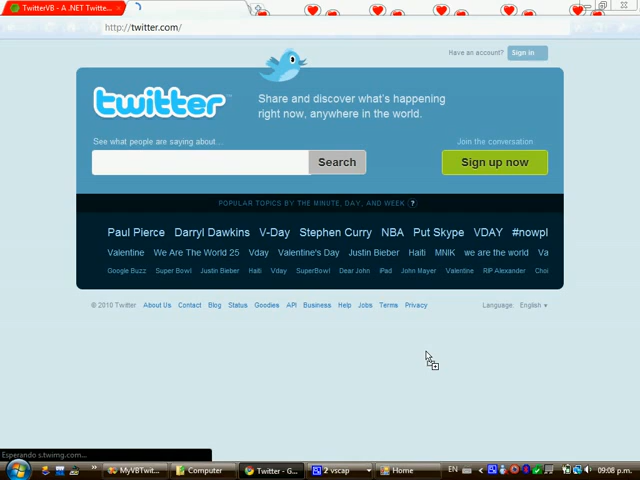 TwitterVB - A .NET Twitte...
http://twitter.com/
Have an account? Sign in
twitter
Share and discover what's happening
right now, anywhere in the world.
See what people are saying about...
Join the conversation
Search
Sign up now
POPULAR TOPICS BY THE MINUTE, DAY, AND WEEK ?
Paul Pierce Darryl Dawkins V-Day Stephen Curry NBA Put Skype VDAY #nowpl
Valentine We Are The World 25 Vday Valentine's Day Justin Bieber Haiti MNIK we are the world Va
Google Buzz Super Bowl Justin Bieber Haiti Vday SuperBowl Dear John iPad John Mayer Valentine RIP Alexander Choi
© 2010 Twitter About Us Contact Blog Status Goodies API Business Help Jobs Terms Privacy Language: English
Esperando s.twimg.com...
MyVBTwit... Computer Twitter - G... 2 vscap Home EN 09:08 p.m.